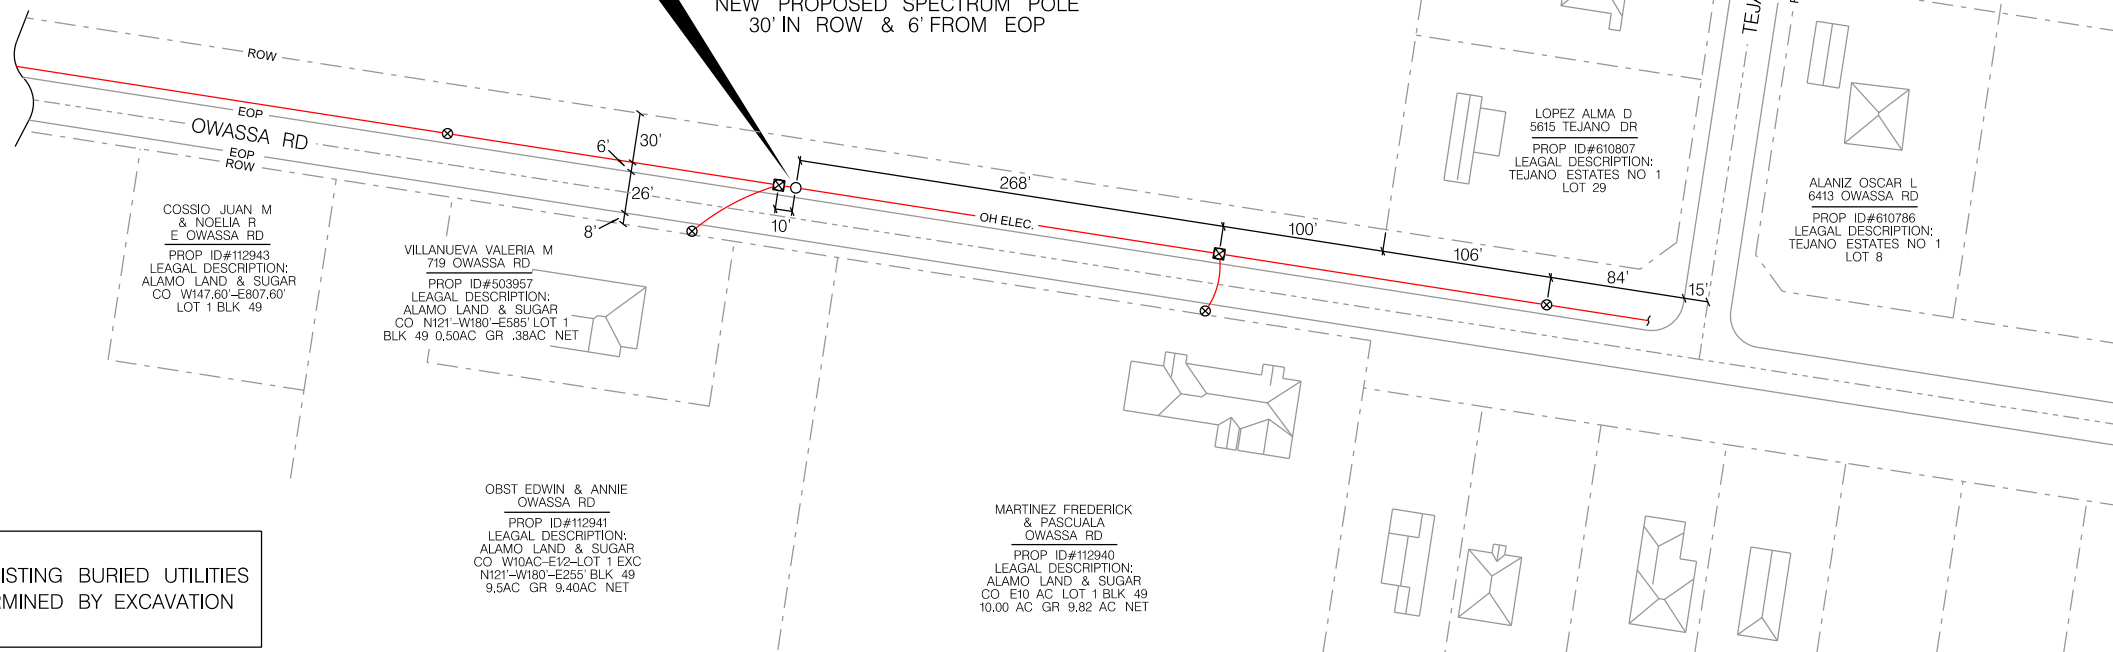 NEW PROPOSED SPECTRUM POLE
30' IN ROW & 6' FROM EOP
ROW
EOP
OWASSA RD
EOP
ROW
6'
30'
26'
8'
10'
268'
OH ELEC.
100'
106'
84'
15'
COSSIO JUAN M
& NOELIA R
E OWASSA RD
PROP ID#112943
LEAGAL DESCRIPTION:
ALAMO LAND & SUGAR
CO W147.60'-E807.60'
LOT 1 BLK 49
VILLANUEVA VALERIA M
719 OWASSA RD
PROP ID#503957
LEAGAL DESCRIPTION:
ALAMO LAND & SUGAR
CO N121'-W180'-E585' LOT 1
BLK 49 0.50AC GR .38AC NET
LOPEZ ALMA D
5615 TEJANO DR
PROP ID#610807
LEAGAL DESCRIPTION:
TEJANO ESTATES NO 1
LOT 29
ALANIZ OSCAR L
6413 OWASSA RD
PROP ID#610786
LEAGAL DESCRIPTION:
TEJANO ESTATES NO 1
LOT 8
OBST EDWIN & ANNIE
OWASSA RD
PROP ID#112941
LEAGAL DESCRIPTION:
ALAMO LAND & SUGAR
CO W10AC-E1/2-LOT 1 EXC
N121'-W180'-E255' BLK 49
9.5AC GR 9.40AC NET
MARTINEZ FREDERICK
& PASCUALA
OWASSA RD
PROP ID#112940
LEAGAL DESCRIPTION:
ALAMO LAND & SUGAR
CO E10 AC LOT 1 BLK 49
10.00 AC GR 9.82 AC NET
BURIED UTILITIES
BY EXCAVATION